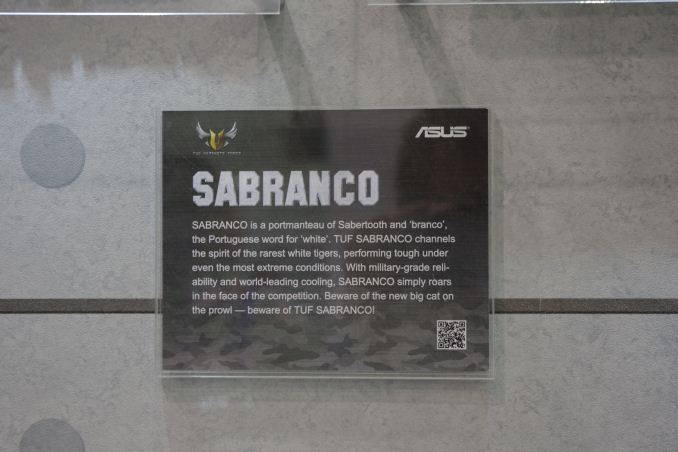 THE ULTIMATE FORCE
ASUS
SABRANCO
SABRANCO is a portmanteau of Sabertooth and 'branco',
the Portuguese word for 'white'. TUF SABRANCO channels
the spirit of the rarest white tigers, performing tough under
even the most extreme conditions. With military-grade reli-
ability and world-leading cooling, SABRANCO simply roars
in the face of the competition. Beware of the new big cat on
the prowl — beware of TUF SABRANCO!